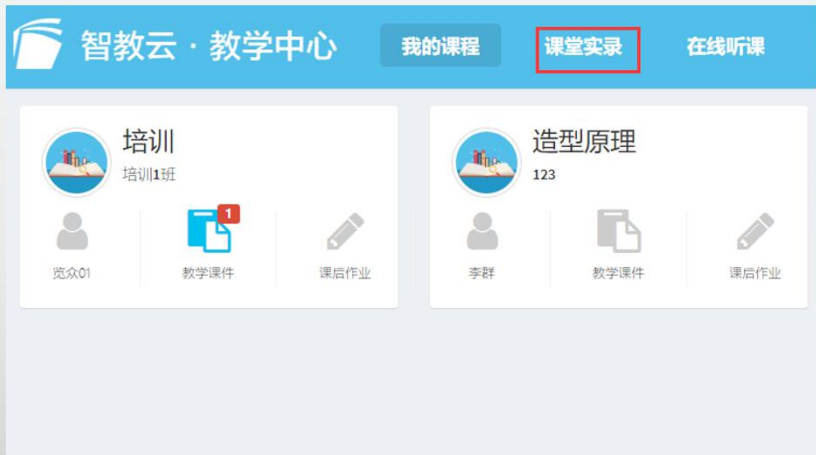 智教云·教学中心 我的课程 课堂实录 在线听课
培训
培训1班
1
览众01 教学课件 课后作业
造型原理
123
李群 教学课件 课后作业